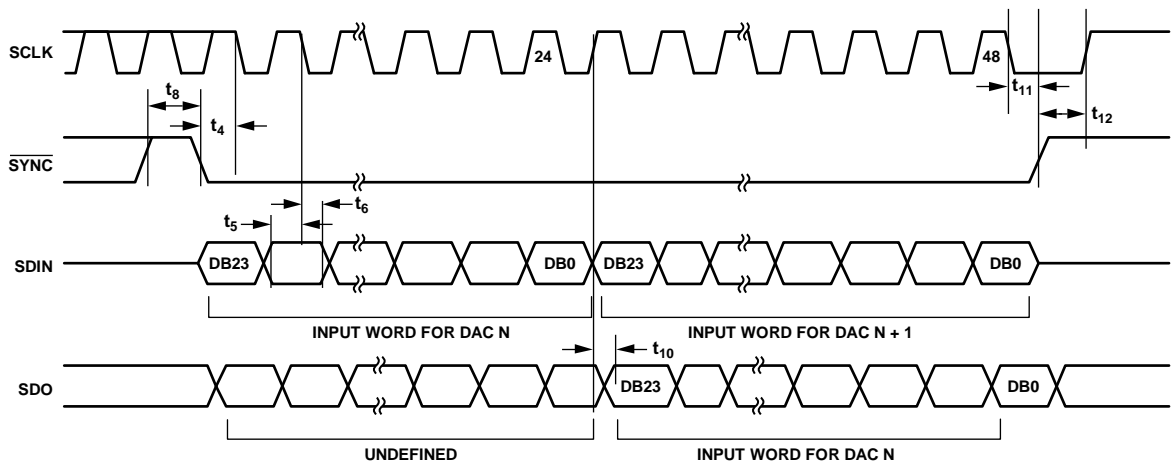 SCLK
24
48
t8
t4
t11
t12
SYNC
t5
t6
SDIN
DB23
DB0
DB23
DB0
INPUT WORD FOR DAC N
INPUT WORD FOR DAC N + 1
t10
SDO
DB23
DB0
UNDEFINED
INPUT WORD FOR DAC N